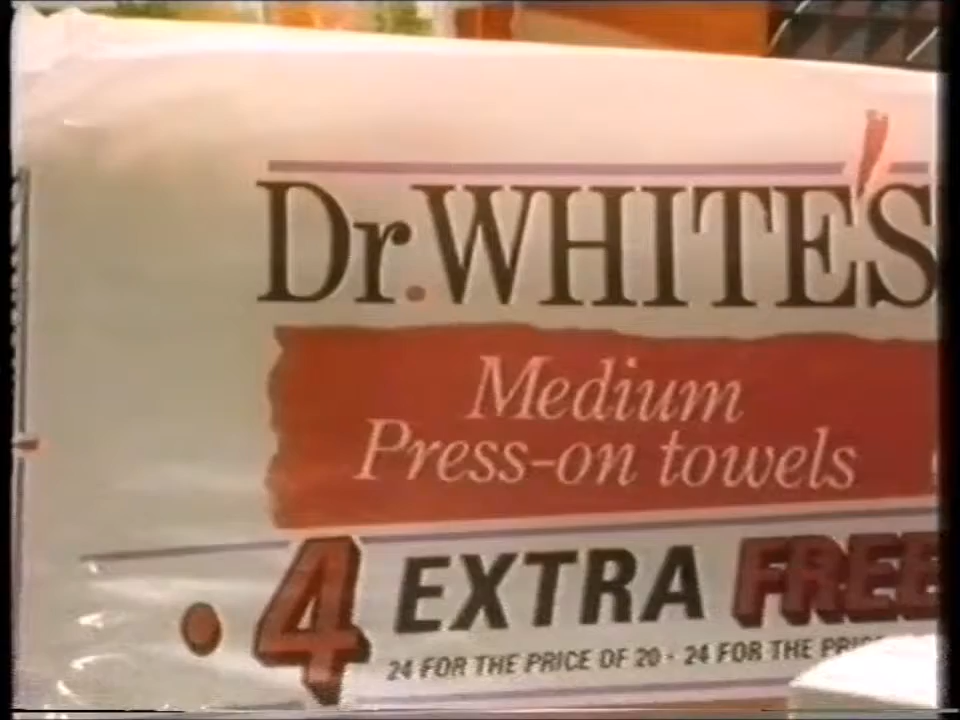 Dr. WHITE'S
Medium
Press-on towels
• 4 EXTRA FREE
24 FOR THE PRICE OF 20 - 24 FOR THE